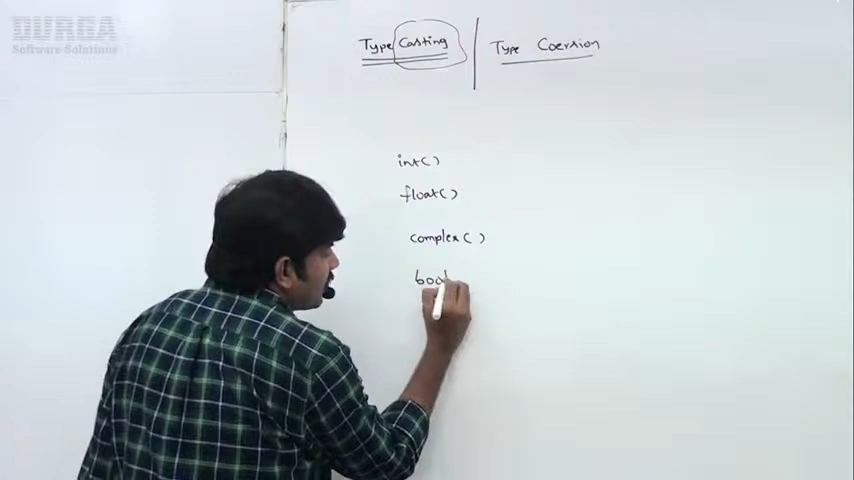 DURGA
Software Solutions
Type Casting | Type Coersion
int( )
float( )
complex( )
bool